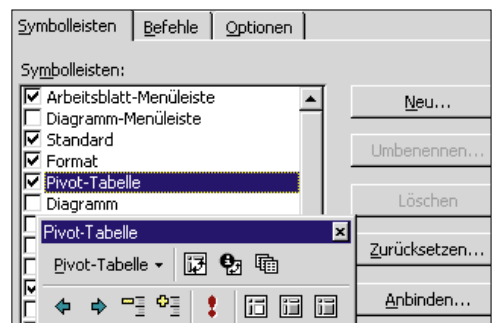 Symbolleisten Befehle Optionen
Symbolleisten:
Arbeitsblatt-Menüleiste
Diagramm-Menüleiste
Standard
Format
Pivot-Tabelle
Diagramm
Pivot-Tabelle
Pivot-Tabelle
Neu...
Umbenennen...
Löschen
Zurücksetzen...
Anbinden...